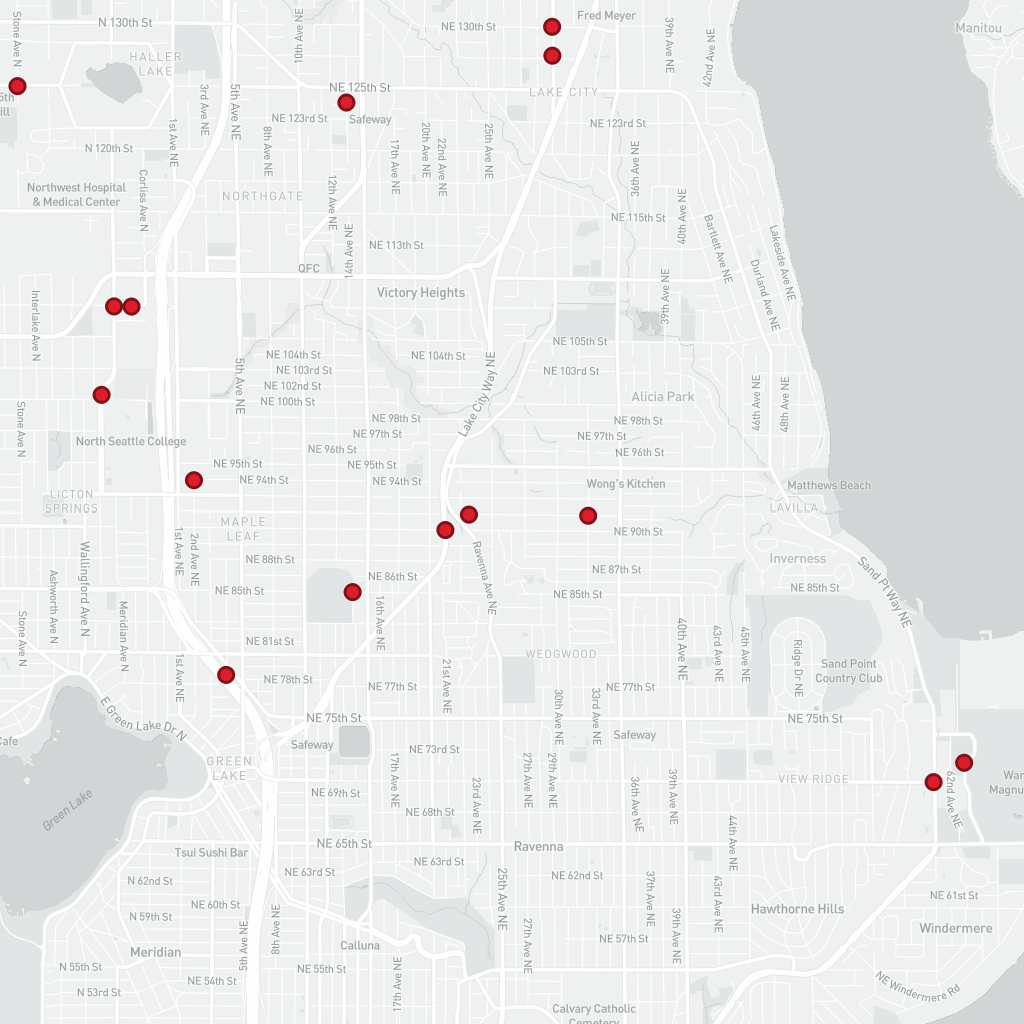 Stone Ave N
N 130th St
10th Ave NE
NE 130th St
Fred Meyer
39th Ave NE
42nd Ave NE
Manitou
HALLER
LAKE
5th
ill
3rd Ave NE
5th Ave NE
NE 125th St
NE 123rd St
Safeway
LAKE CITY
NE 123rd St
1st Ave NE
8th Ave NE
17th Ave NE
20th Ave NE
22nd Ave NE
25th Ave NE
36th Ave NE
N 120th St
Northwest Hospital
& Medical Center
Corliss Ave N
NORTHGATE
12th Ave NE
14th Ave NE
NE 115th St
40th Ave NE
Bartlett Ave NE
Lakeside Ave NE
Durland Ave NE
NE 113th St
QFC
Victory Heights
39th Ave NE
Interlake Ave N
NE 105th St
NE 104th St
NE 103rd St
NE 102nd St
NE 100th St
5th Ave NE
NE 104th St
Lake City Way NE
NE 103rd St
Alicia Park
46th Ave NE
48th Ave NE
Stone Ave N
NE 98th St
NE 97th St
NE 96th St
NE 98th St
NE 97th St
NE 96th St
North Seattle College
NE 95th St
NE 94th St
NE 95th St
NE 94th St
Wong's Kitchen
Matthews Beach
LAVILLA
LICTON
SPRINGS
MAPLE
LEAF
NE 90th St
1st Ave NE
2nd Ave NE
Wallingford Ave N
Ashworth Ave N
NE 88th St
NE 86th St
Ravenna Ave NE
NE 87th St
Inverness
Sand Pt Way NE
NE 85th St
NE 85th St
NE 85th St
Stone Ave N
Meridian Ave N
16th Ave NE
40th Ave NE
43rd Ave NE
45th Ave NE
Ridge Dr NE
NE 81st St
WEDGWOOD
Sand Point
Country Club
1st Ave NE
NE 78th St
NE 77th St
21st Ave NE
30th Ave NE
33rd Ave NE
NE 77th St
E Green Lake Dr N
NE 75th St
NE 75th St
Safeway
Safeway
Cafe
NE 73rd St
GREEN
LAKE
17th Ave NE
27th Ave NE
29th Ave NE
36th Ave NE
39th Ave NE
VIEW RIDGE
62nd Ave NE
War
Magnu
Green Lake
NE 69th St
23rd Ave NE
NE 68th St
44th Ave NE
NE 65th St
Ravenna
Tsui Sushi Bar
NE 63rd St
NE 63rd St
NE 62nd St
N 62nd St
25th Ave NE
37th Ave NE
43rd Ave NE
NE 61st St
NE 60th St
N 59th St
Hawthorne Hills
Windermere
5th Ave NE
8th Ave NE
27th Ave NE
39th Ave NE
NE 57th St
Meridian
Calluna
N 55th St
NE 55th St
17th Ave NE
NE 54th St
N 53rd St
NE Windermere Rd
Calvary Catholic
Cemetery